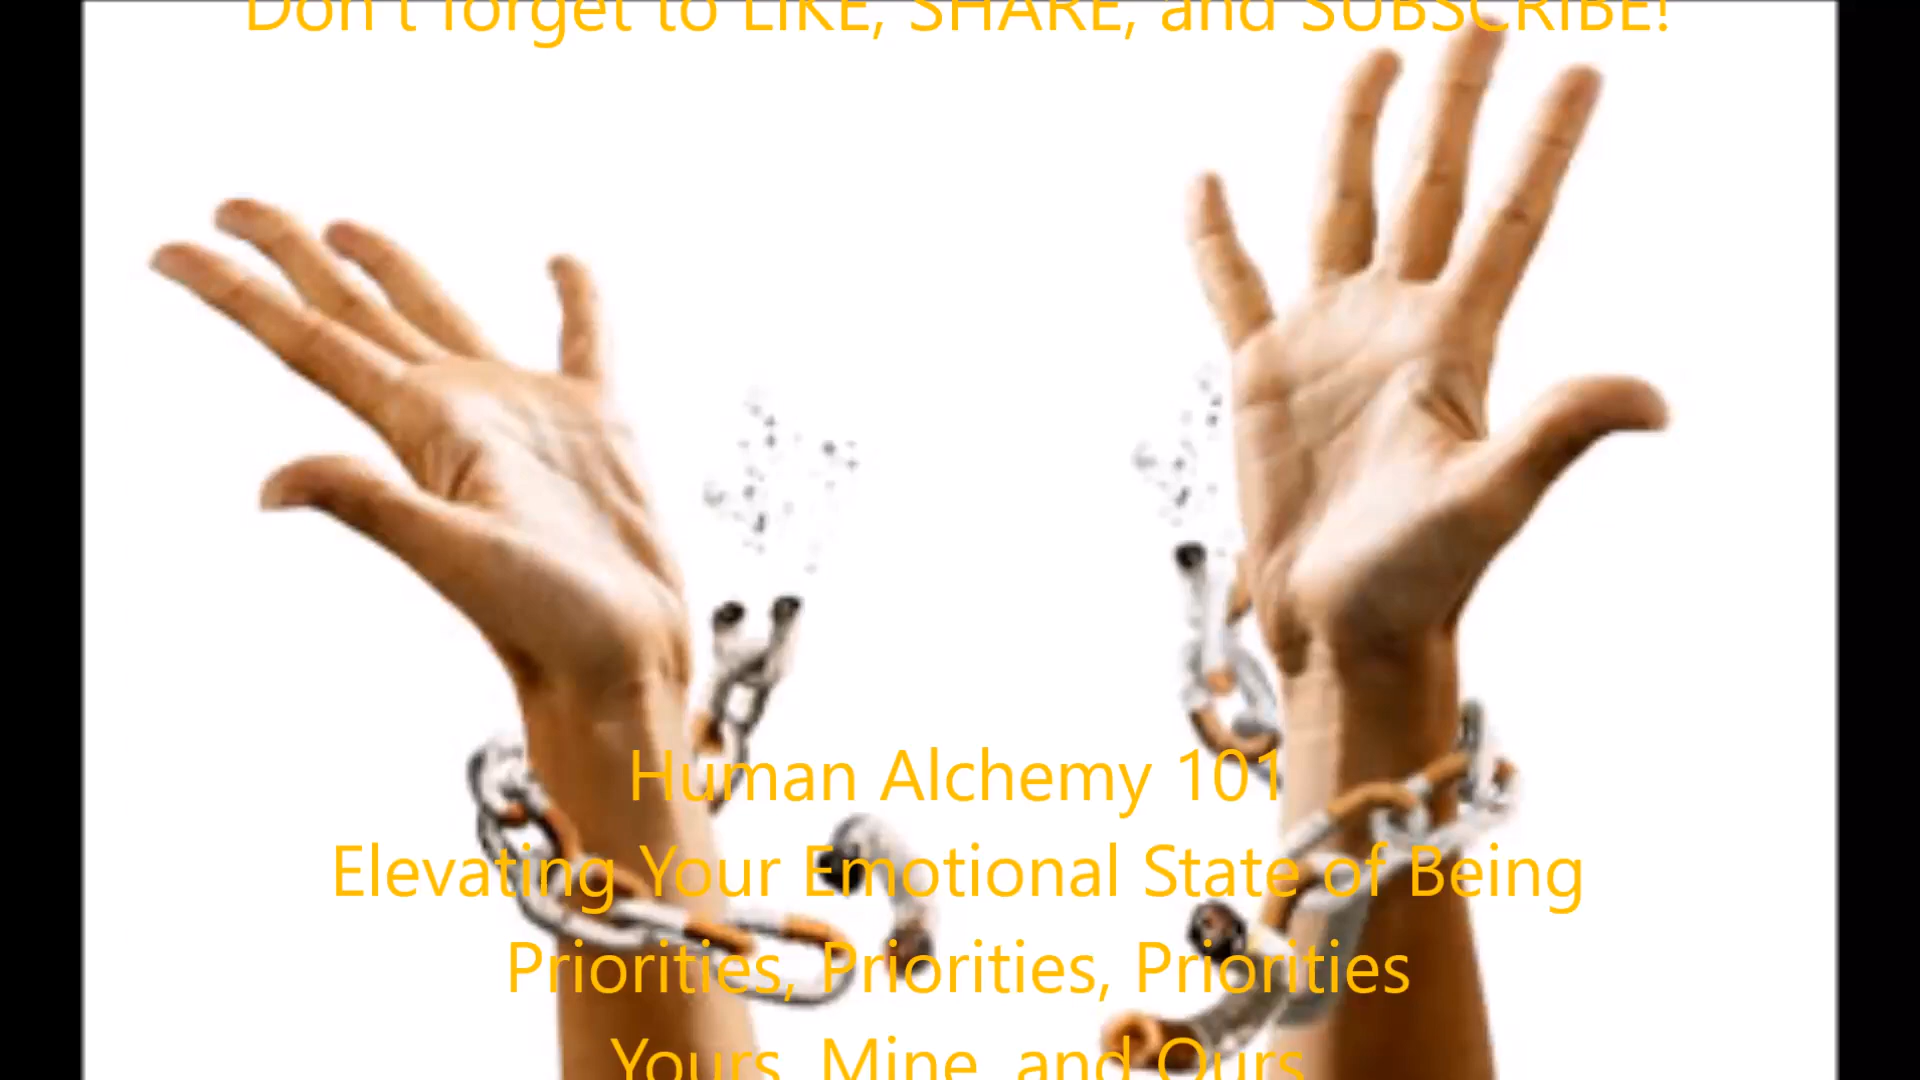 Don't forget to LIKE, SHARE, and SUBSCRIBE!
Human Alchemy 101
Elevating Your Emotional State of Being
Priorities, Priorities, Priorities
Yours, Mine, and Ours